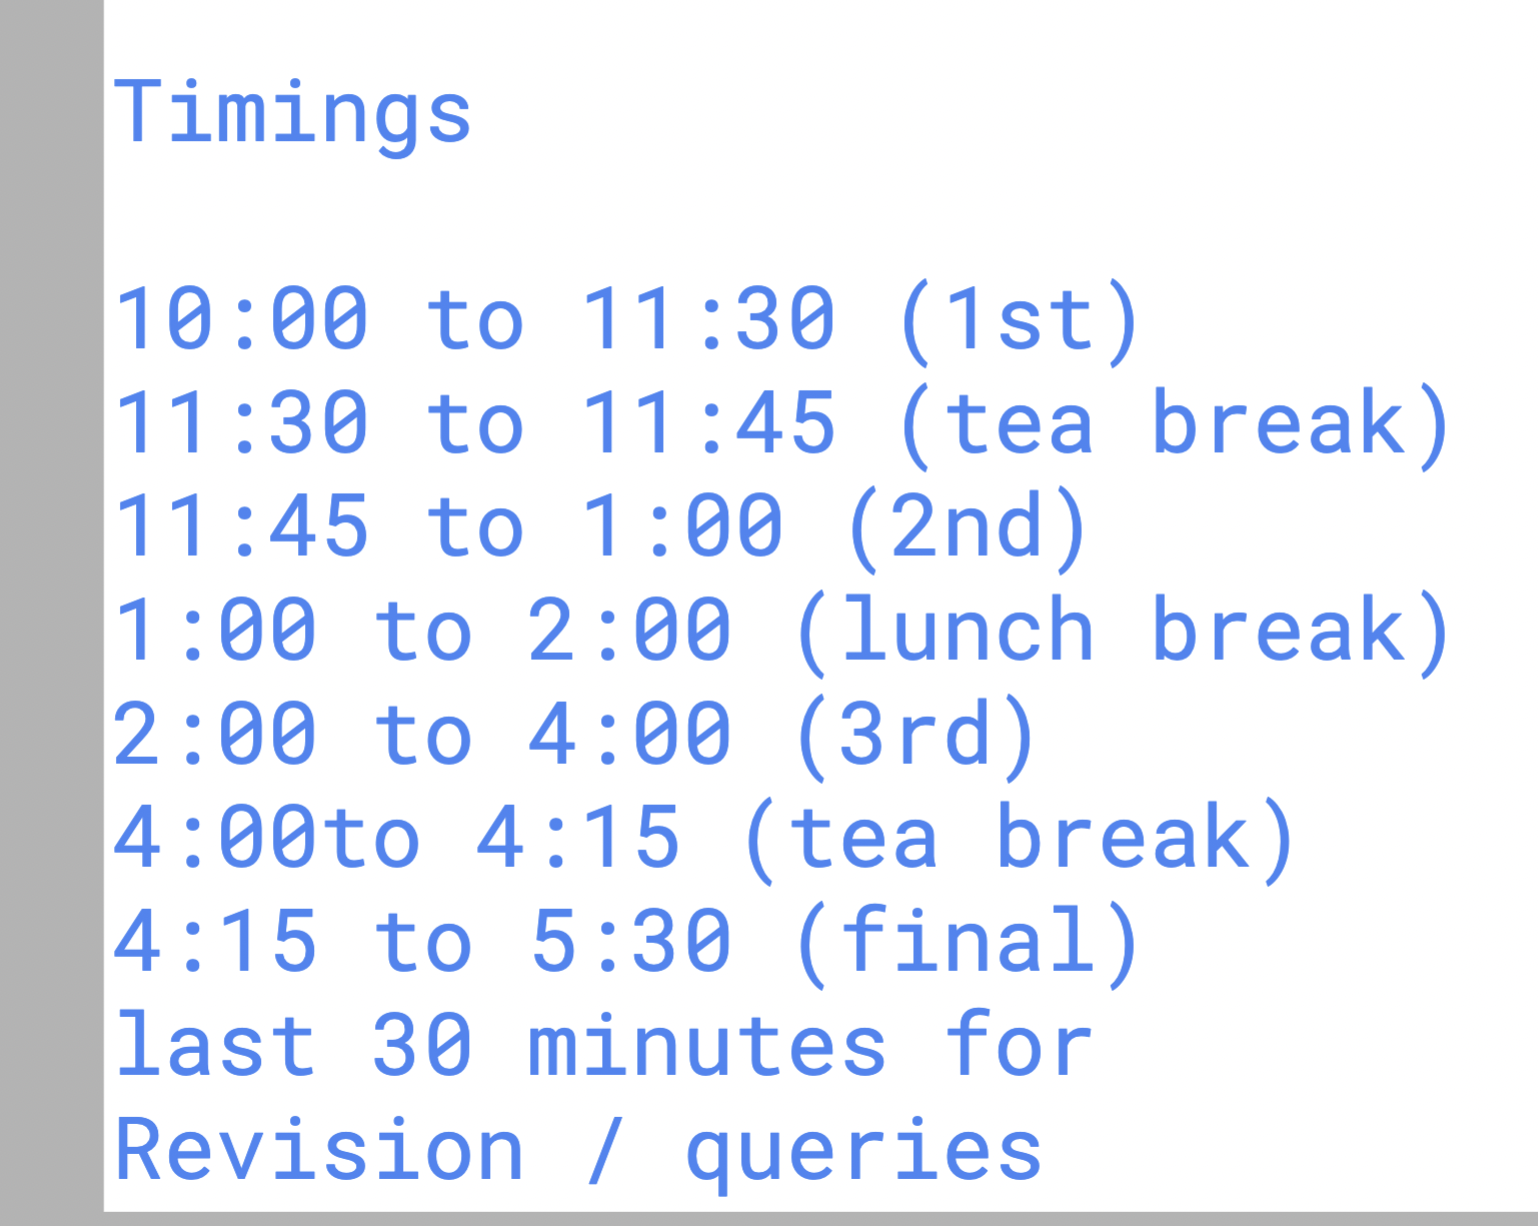 Timings
10:00 to 11:30 (1st)
11:30 to 11:45 (tea break)
11:45 to 1:00 (2nd)
1:00 to 2:00 (lunch break)
2:00 to 4:00 (3rd)
4:00to 4:15 (tea break)
4:15 to 5:30 (final)
last 30 minutes for
Revision / queries